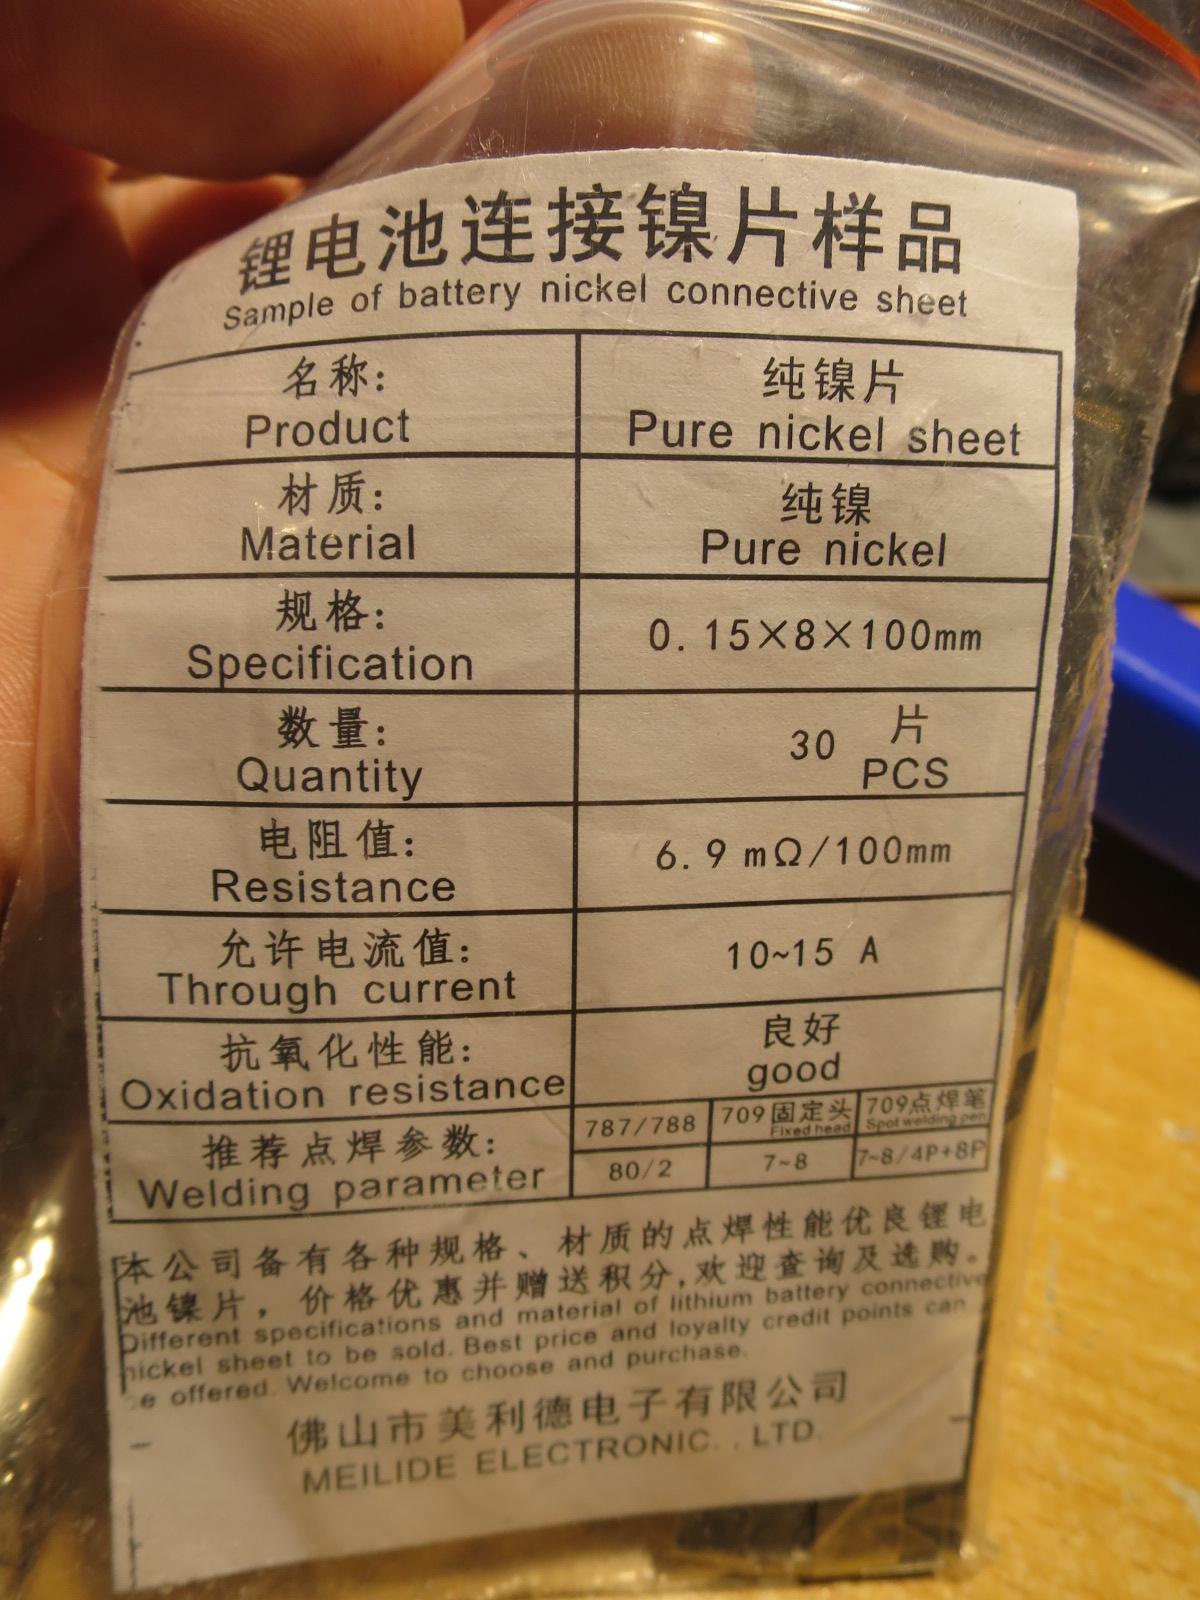 锂电池连接镍片样品
Sample of battery nickel connective sheet
名称:
Product
纯镍片
Pure nickel sheet
材质:
Material
纯镍
Pure nickel
规格:
Specification
0.15×8×100mm
数量:
Quantity
30 片
PCS
电阻值:
Resistance
6.9 mΩ/100mm
允许电流值:
Through current
10~15 A
抗氧化性能:
Oxidation resistance
良好
good
推荐点焊参数:
Welding parameter
787/788
709固定头
Fixed head
709点焊笔
Spot welding pen
80/2
7~8
7~8/4P+8P
本公司备有各种规格、材质的点焊性能优良锂电
池镍片，价格优惠并赠送积分,欢迎查询及选购。
Different specifications and material of lithium battery connective
nickel sheet to be sold. Best price and loyalty credit points can
be offered. Welcome to choose and purchase.
佛山市美利德电子有限公司
MEILIDE ELECTRONIC. . LTD.